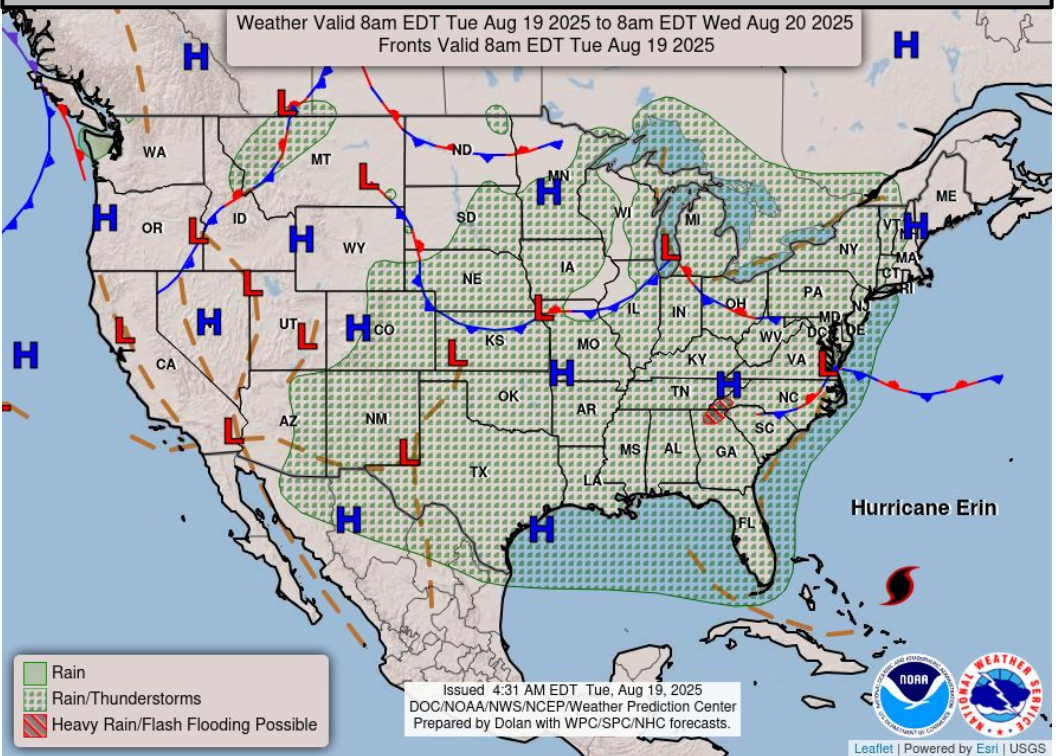 Weather Valid 8am EDT Tue Aug 19 2025 to 8am EDT Wed Aug 20 2025
Fronts Valid 8am EDT Tue Aug 19 2025
H
H
L
WA
MT
ND
MN
ME
L
H
H
OR
ID
L
H
WY
SD
WI
MI
L
VT
H
NY
MA
CT
RI
L
NE
IA
L
IL
IN
OH
PA
NJ
MD
DE
DC
L
CA
H
UT
L
H
CO
L
KS
MO
H
KY
WV
VA
L
H
TN
NC
L
AZ
NM
L
OK
AR
SC
TX
MS
AL
GA
LA
H
H
FL
H
Hurricane Erin
Rain
Rain/Thunderstorms
Heavy Rain/Flash Flooding Possible
Issued 4:31 AM EDT Tue, Aug 19, 2025
DOC/NOAA/NWS/NCEP/Weather Prediction Center
Prepared by Dolan with WPC/SPC/NHC forecasts.
NOAA
NATIONAL WEATHER SERVICE
Leaflet | Powered by Esri | USGS